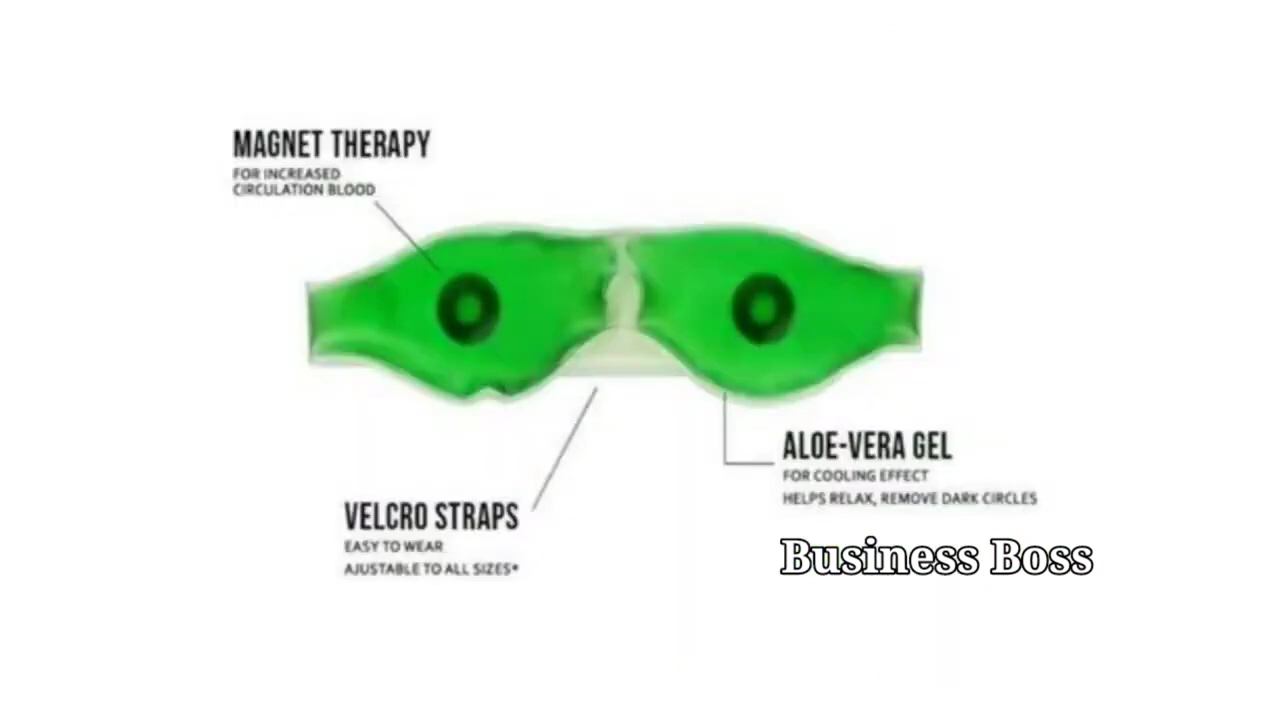 MAGNET THERAPY
FOR INCREASED
CIRCULATION BLOOD
ALOE-VERA GEL
FOR COOLING EFFECT
HELPS RELAX, REMOVE DARK CIRCLES
VELCRO STRAPS
EASY TO WEAR
AJUSTABLE TO ALL SIZES*
Business Boss